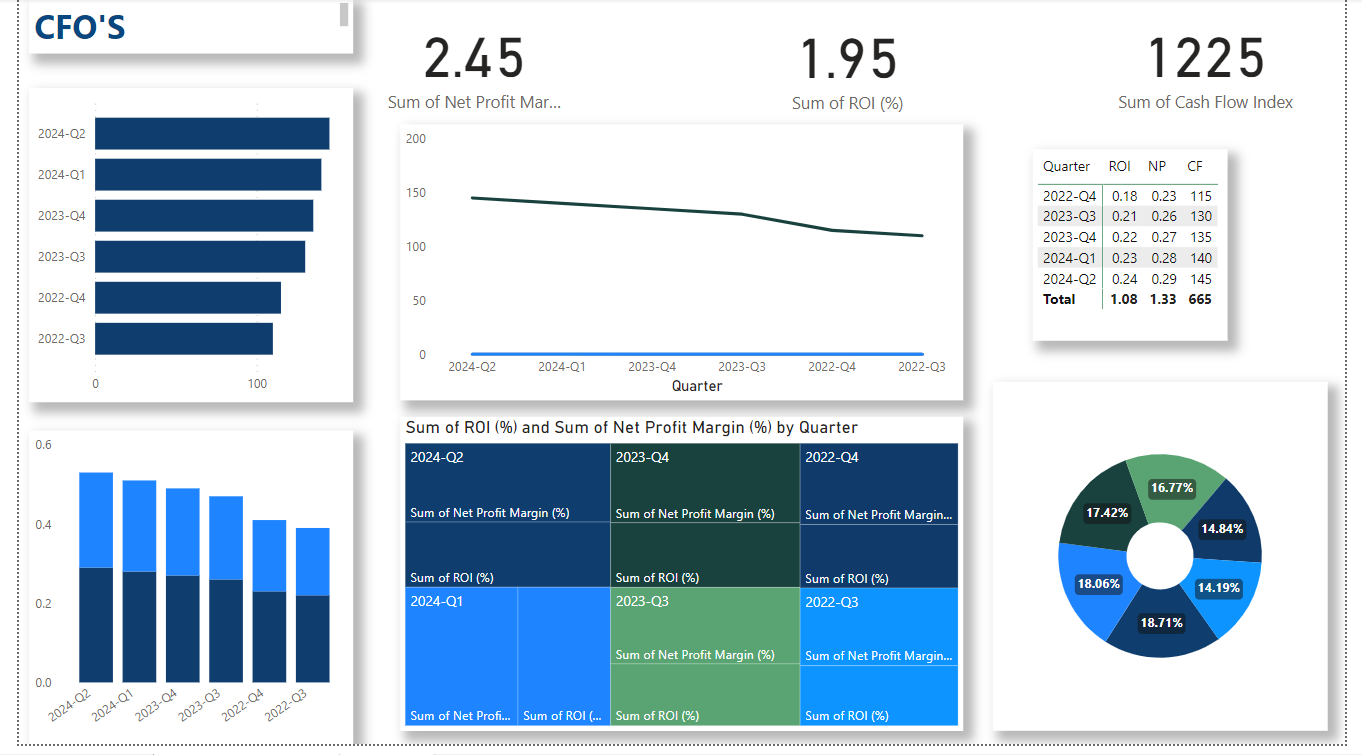 CFO'S
2.45
Sum of Net Profit Mar...
1.95
Sum of ROI (%)
1225
Sum of Cash Flow Index
2024-Q2
2024-Q1
2023-Q4
2023-Q3
2022-Q4
2022-Q3
0 100
200
150
100
50
0
2024-Q2 2024-Q1 2023-Q4 2023-Q3 2022-Q4 2022-Q3
Quarter
Quarter ROI NP CF
2022-Q4 0.18 0.23 115
2023-Q3 0.21 0.26 130
2023-Q4 0.22 0.27 135
2024-Q1 0.23 0.28 140
2024-Q2 0.24 0.29 145
Total 1.08 1.33 665
0.6
0.4
0.2
0.0
2024-Q2 2024-Q1 2023-Q4 2023-Q3 2022-Q4 2022-Q3
Sum of ROI (%) and Sum of Net Profit Margin (%) by Quarter
2024-Q2
Sum of Net Profit Margin (%)
Sum of ROI (%)
2023-Q4
Sum of Net Profit Margin (%)
Sum of ROI (%)
2022-Q4
Sum of Net Profit Margin...
Sum of ROI (%)
2024-Q1
Sum of Net Profi...
Sum of ROI (...
2023-Q3
Sum of Net Profit Margin (%)
Sum of ROI (%)
2022-Q3
Sum of Net Profit Margin...
Sum of ROI (%)
16.77%
14.84%
14.19%
18.71%
18.06%
17.42%